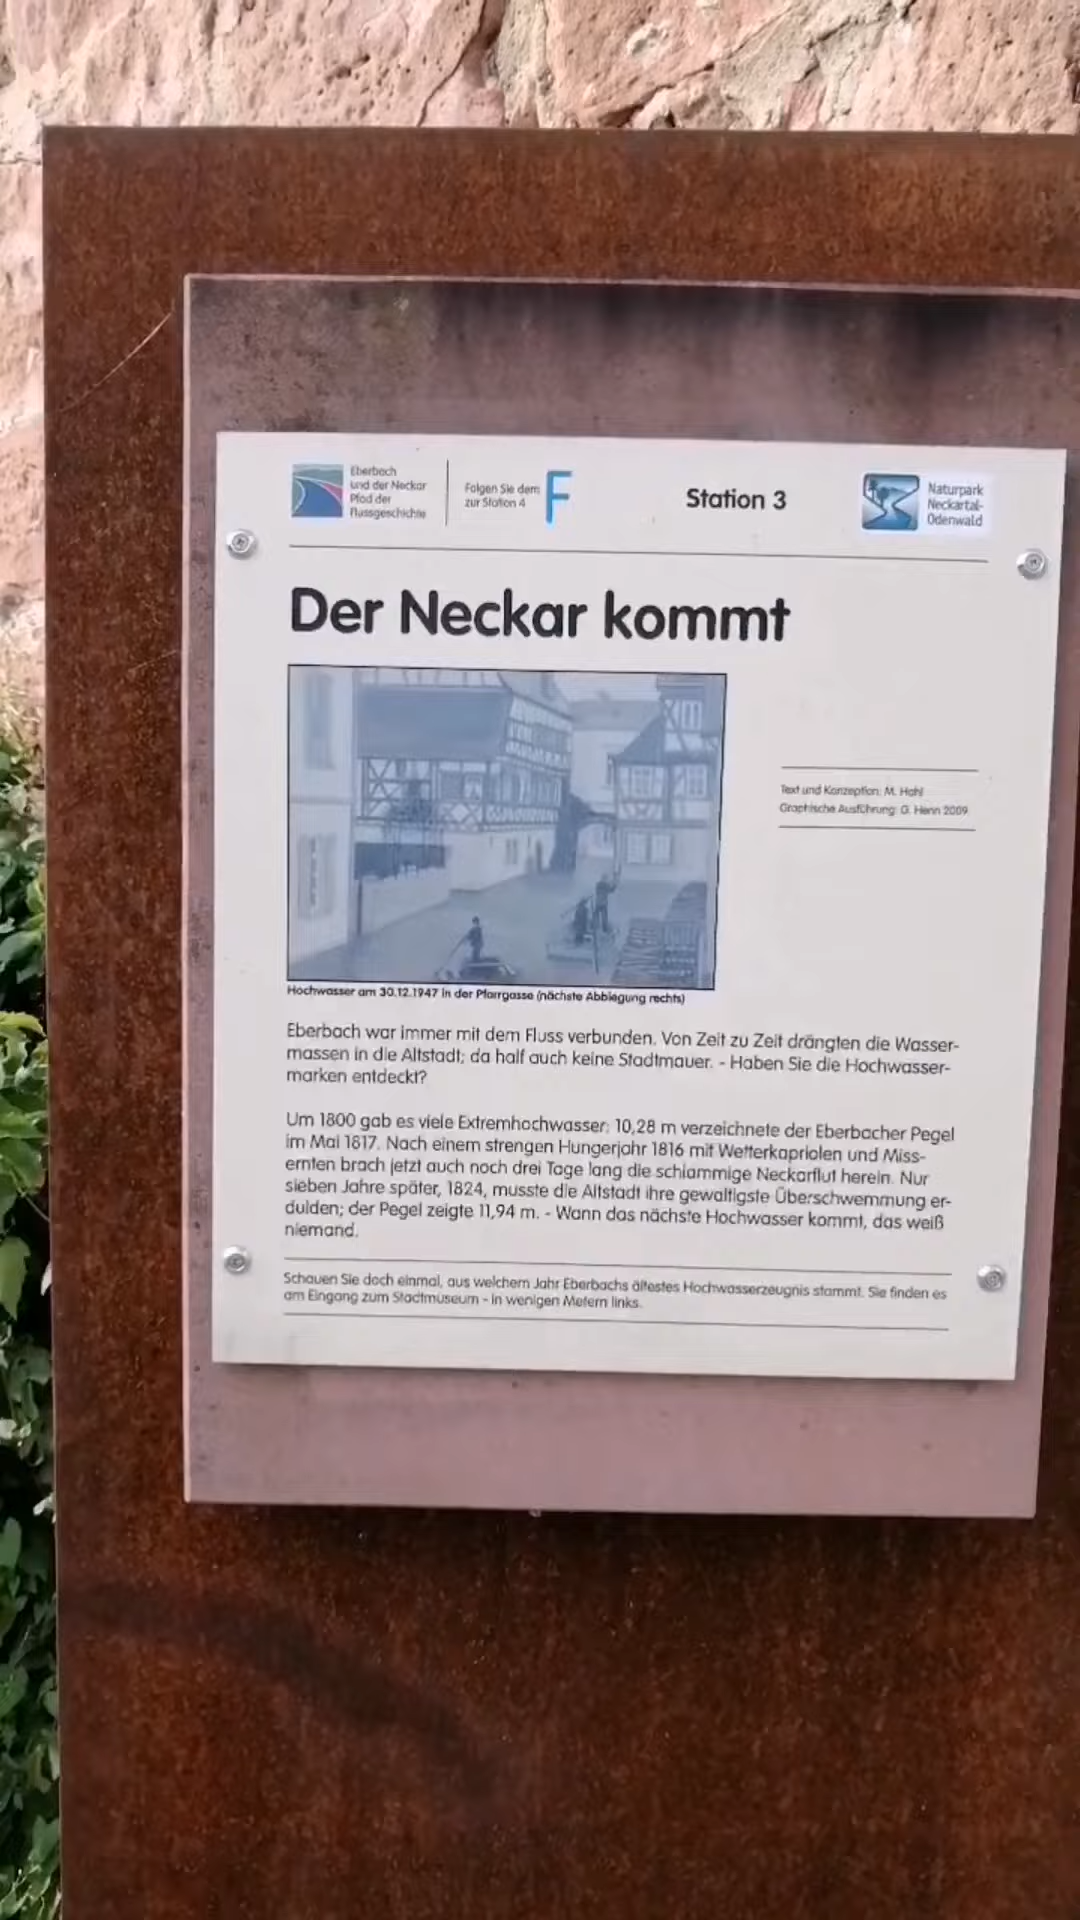 Eberbach
und der Neckar
Pfad der
Flussgeschichte
Folgen Sie dem
zur Station 4
F
Station 3
Naturpark
Neckartal-
Odenwald
Der Neckar kommt
Text und Konzeption: M. Hahl
Graphische Ausführung: G. Henn 2009
Hochwasser am 30.12.1947 in der Pfarrgasse (nächste Abbiegung rechts)
Eberbach war immer mit dem Fluss verbunden. Von Zeit zu Zeit drängten die Wasser-
massen in die Altstadt; da half auch keine Stadtmauer. - Haben Sie die Hochwasser-
marken entdeckt?
Um 1800 gab es viele Extremhochwasser: 10,28 m verzeichnete der Eberbacher Pegel
im Mai 1817. Nach einem strengen Hungerjahr 1816 mit Wetterkapriolen und Miss-
ernten brach jetzt auch noch drei Tage lang die schlammige Neckarflut herein. Nur
sieben Jahre später, 1824, musste die Altstadt ihre gewaltigste Überschwemmung er-
dulden; der Pegel zeigte 11,94 m. - Wann das nächste Hochwasser kommt, das weiß
niemand.
Schauen Sie doch einmal, aus welchem Jahr Eberbachs ältestes Hochwasserzeugnis stammt. Sie finden es
am Eingang zum Stadtmuseum - in wenigen Metern links.